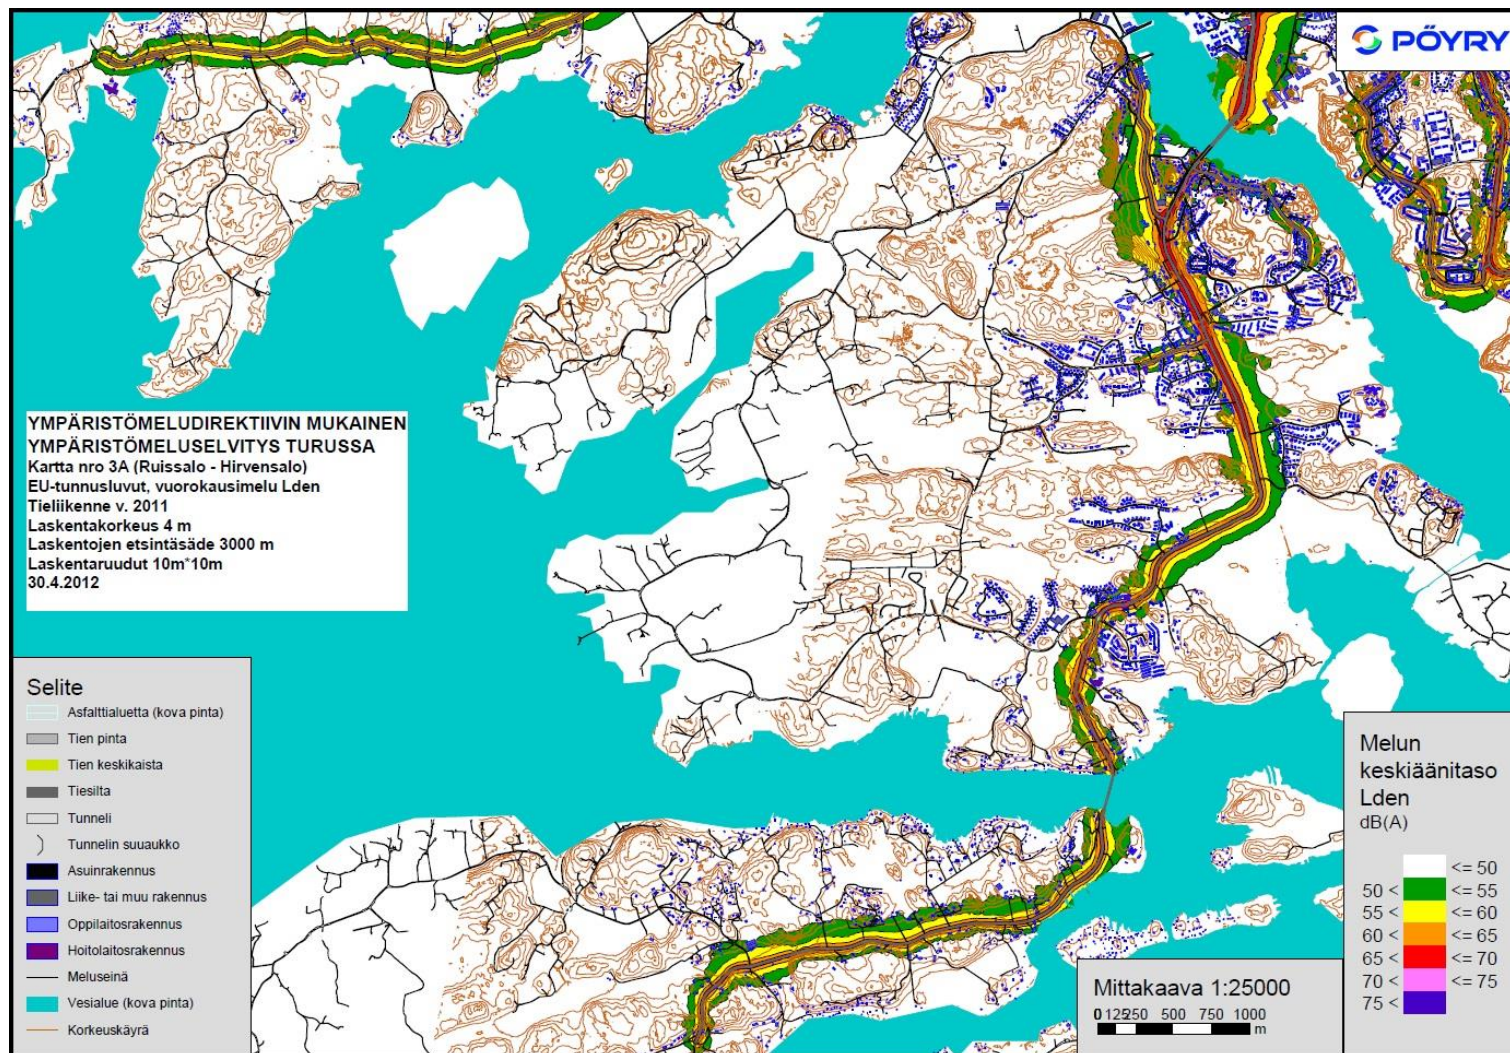 PÖYRY
YMPÄRISTÖMELUDIREKTIIVIN MUKAINEN
YMPÄRISTÖMELUSELVITYS TURUSSA
Kartta nro 3A (Ruissalo - Hirvensalo)
EU-tunnusluvut, vuorokausimelu Lden
Tieliikenne v. 2011
Laskentakorkeus 4 m
Laskentojen etsintäsäde 3000 m
Laskentaruudut 10m*10m
30.4.2012
Selite
Asfalttialuetta (kova pinta)
Tien pinta
Tien keskikaista
Tiesilta
Tunneli
Tunnelin suuaukko
Asuinrakennus
Liike- tai muu rakennus
Oppilaitosrakennus
Hoitolaitosrakennus
Meluseinä
Vesialue (kova pinta)
Korkeuskäyrä
Mittakaava 1:25000
0 125 250 500 750 1000
m
Melun
keskiäänitaso
Lden
dB(A)
<= 50
50 < <= 55
55 < <= 60
60 < <= 65
65 < <= 70
70 < <= 75
75 <